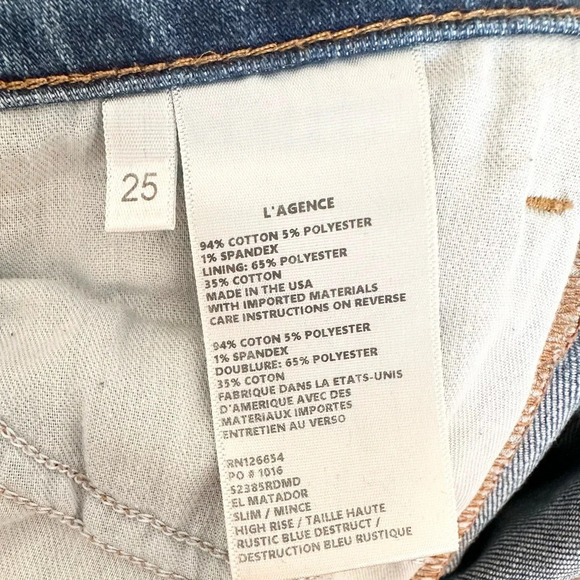 25
L'AGENCE
94% COTTON 5% POLYESTER
1% SPANDEX
LINING: 65% POLYESTER
35% COTTON
MADE IN THE USA
WITH IMPORTED MATERIALS
CARE INSTRUCTIONS ON REVERSE
94% COTON 5% POLYESTER
1% SPANDEX
DOUBLURE: 65% POLYESTER
35% COTON
FABRIQUE DANS LA ETATS-UNIS
D'AMERIQUE AVEC DES
MATERIAUX IMPORTES
ENTRETIEN AU VERSO
RN126654
PO # 1016
S2385RDMD
EL MATADOR
SLIM / MINCE
HIGH RISE / TAILLE HAUTE
RUSTIC BLUE DESTRUCT /
DESTRUCTION BLEU RUSTIQUE